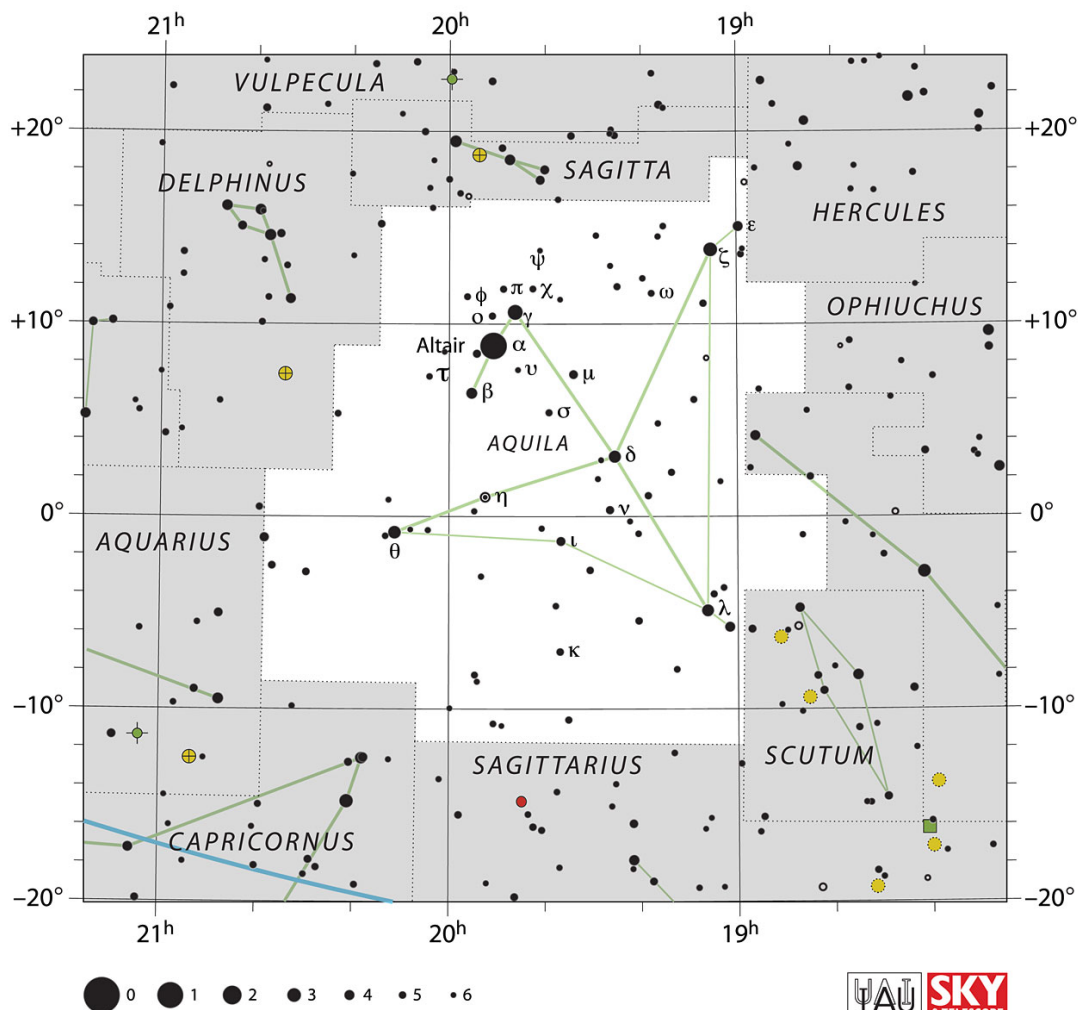 21ʰ 20ʰ 19ʰ
VULPECULA
+20° +20°
SAGITTA
DELPHINUS
HERCULES
ε
ζ
ψ
ω
π χ
ϕ
OPHIUCHUS
+10° ο γ +10°
Altair α
τ υ μ
β
σ
AQUILA
δ
η
ν
0° 0°
AQUARIUS
θ ι
λ
κ
−10° −10°
SCUTUM
SAGITTARIUS
CAPRICORNUS
−20° −20°
21ʰ 20ʰ 19ʰ
0 1 2 3 4 5 6
IAU SKY